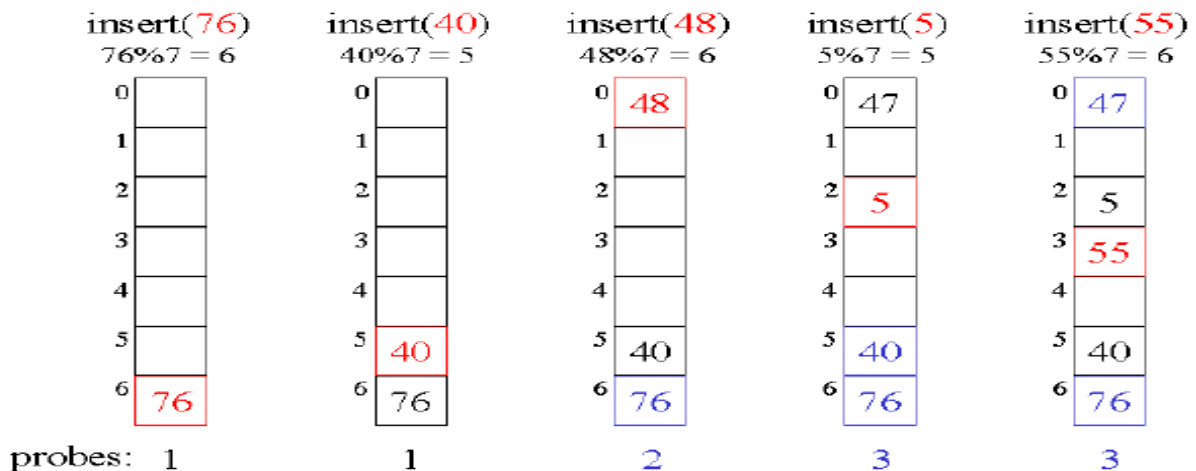 insert(76) insert(40) insert(48) insert(5) insert(55)
76%7 = 6 40%7 = 5 48%7 = 6 5%7 = 5 55%7 = 6
0 0 0 48 0 47 0 47
1 1 1 1 1
2 2 2 2 5 2 5
3 3 3 3 3 55
4 4 4 4 4
5 5 40 5 40 5 40 5 40
6 76 6 76 6 76 6 76 6 76
probes: 1 1 2 3 3